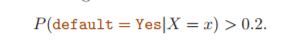 P(default = Yes|X = x) > 0.2.